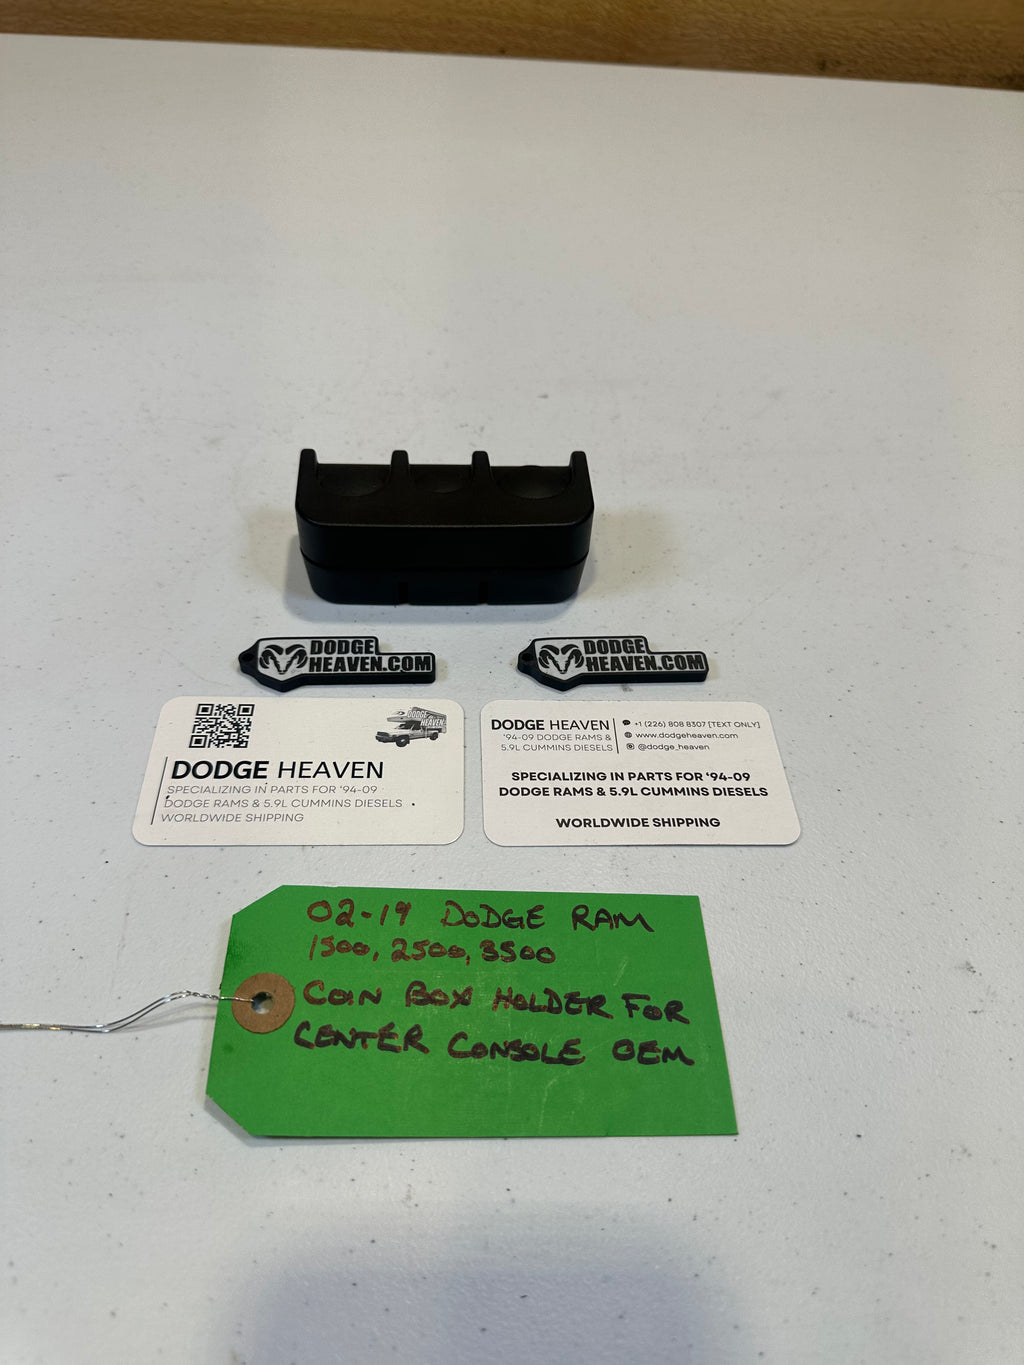 DODGE
HEAVEN.COM
DODGE
HEAVEN.COM
DODGE
HEAVEN
DODGE HEAVEN
SPECIALIZING IN PARTS FOR '94-09
DODGE RAMS & 5.9L CUMMINS DIESELS
WORLDWIDE SHIPPING
DODGE HEAVEN
'94-09 DODGE RAMS &
5.9L CUMMINS DIESELS
+1 (226) 808 8307 [TEXT ONLY]
www.dodgeheaven.com
@dodge_heaven
SPECIALIZING IN PARTS FOR '94-09
DODGE RAMS & 5.9L CUMMINS DIESELS
WORLDWIDE SHIPPING
02-19 DODGE RAM
1500, 2500, 3500
COIN BOX HOLDER FOR
CENTER CONSOLE OEM